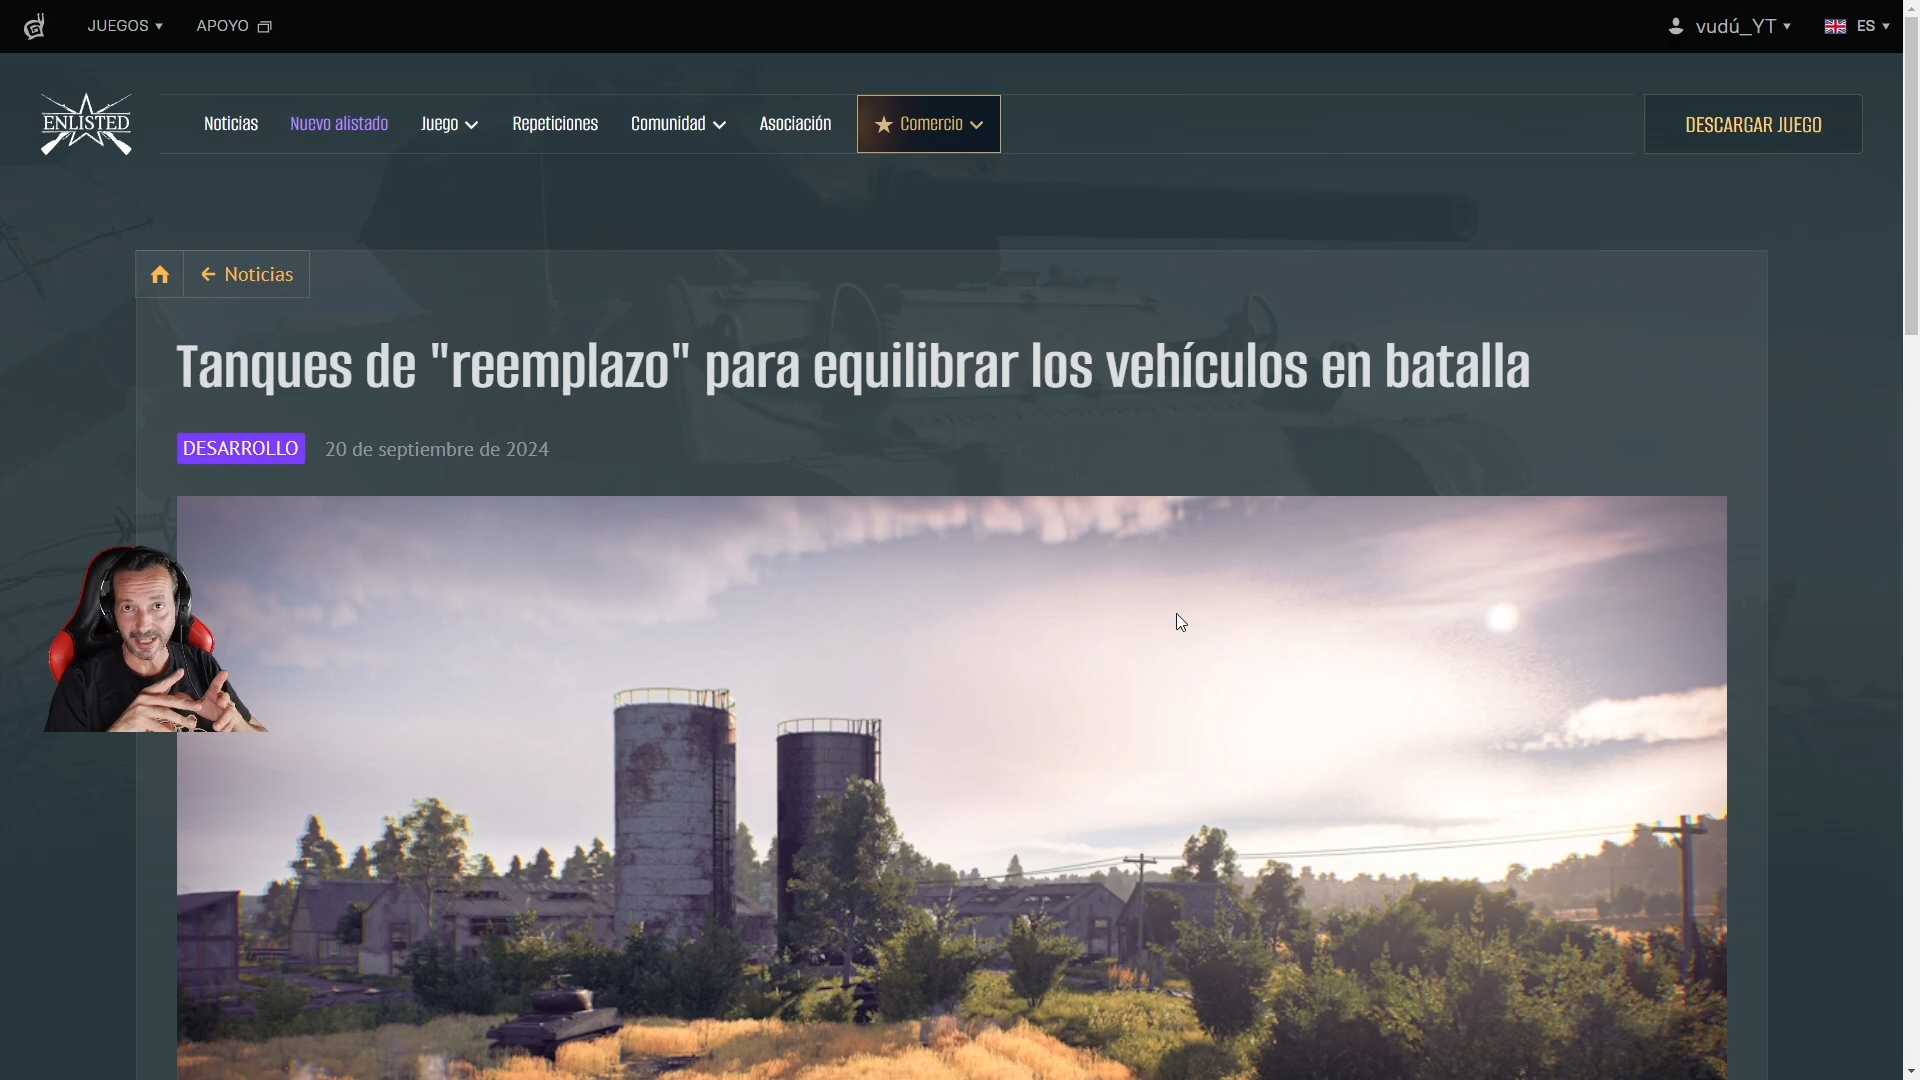 JUEGOS
APOYO
vudú_YT
ES
ENLISTED
Noticias
Nuevo alistado
Juego
Repeticiones
Comunidad
Asociación
Comercio
DESCARGAR JUEGO
Noticias
Tanques de "reemplazo" para equilibrar los vehículos en batalla
DESARROLLO
20 de septiembre de 2024